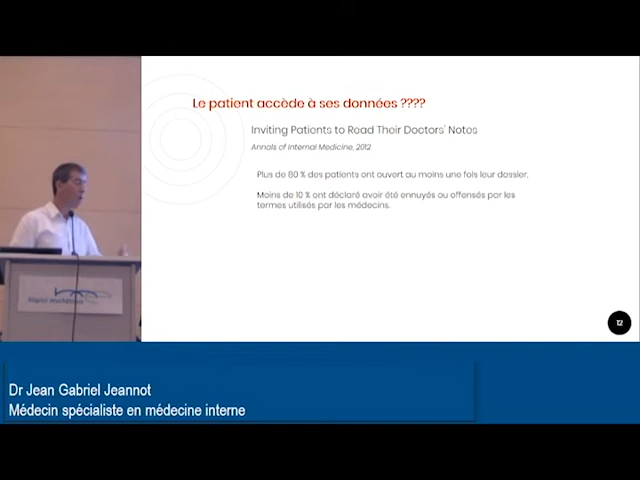 Le patient accède à ses données ????
Inviting Patients to Read Their Doctors' Notes
Annals of Internal Medicine, 2012
Plus de 80 % des patients ont ouvert au moins une fois leur dossier.
Moins de 10 % ont déclaré avoir été ennuyés ou offensés par les
termes utilisés par les médecins.
12
Dr Jean Gabriel Jeannot
Médecin spécialiste en médecine interne